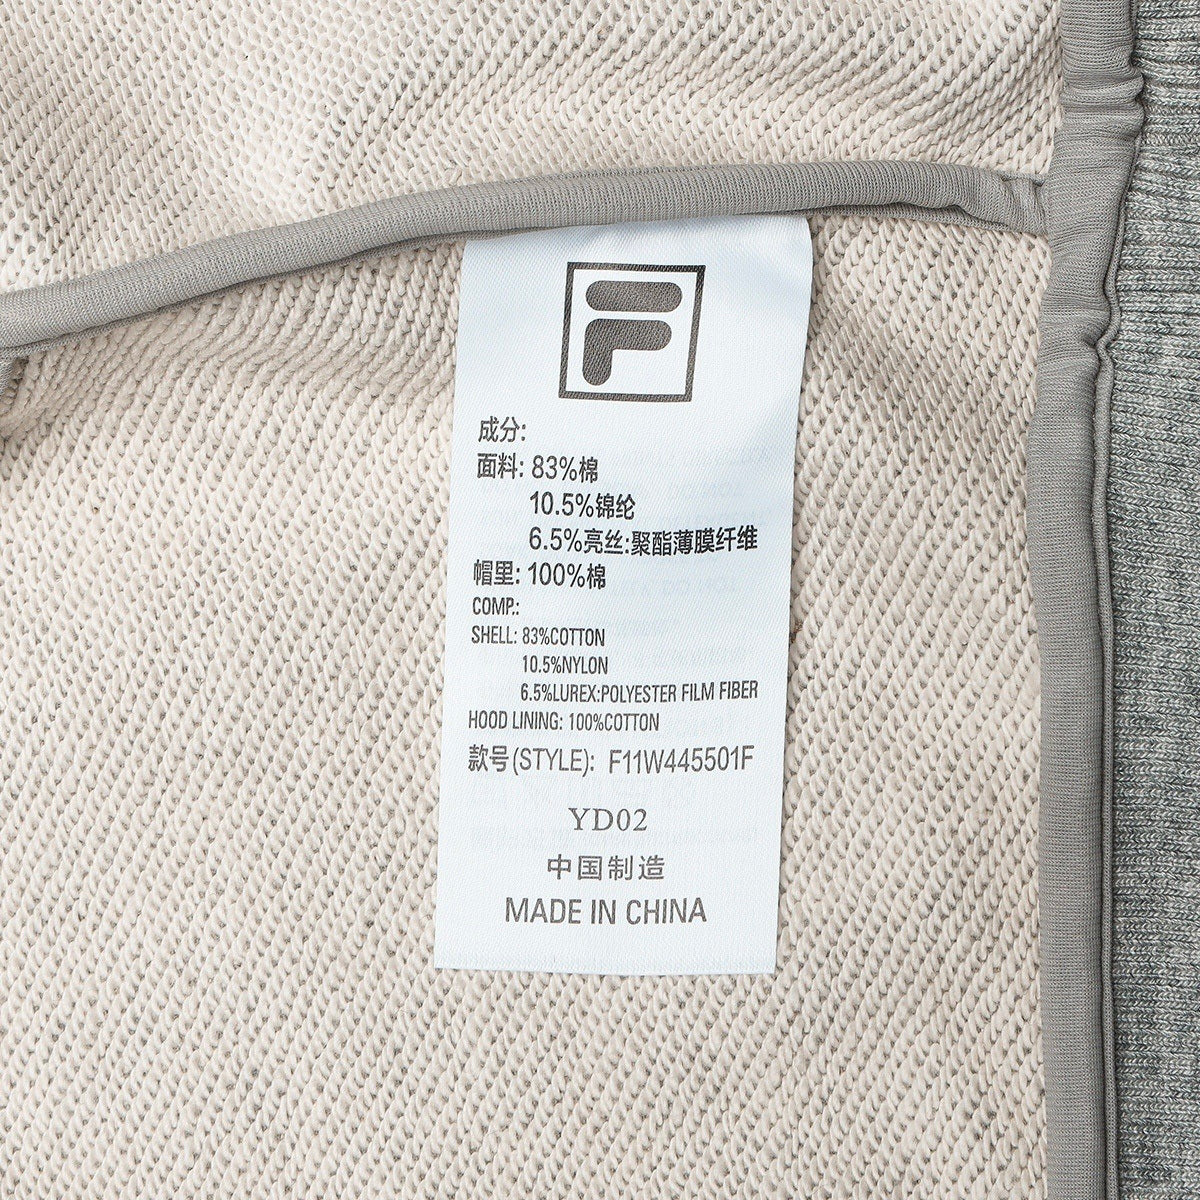 F
成分:
面料: 83%棉
10.5%锦纶
6.5%亮丝:聚酯薄膜纤维
帽里: 100%棉
COMP.:
SHELL: 83%COTTON
10.5%NYLON
6.5%LUREX:POLYESTER FILM FIBER
HOOD LINING: 100%COTTON
款号(STYLE): F11W445501F
YD02
中国制造
MADE IN CHINA